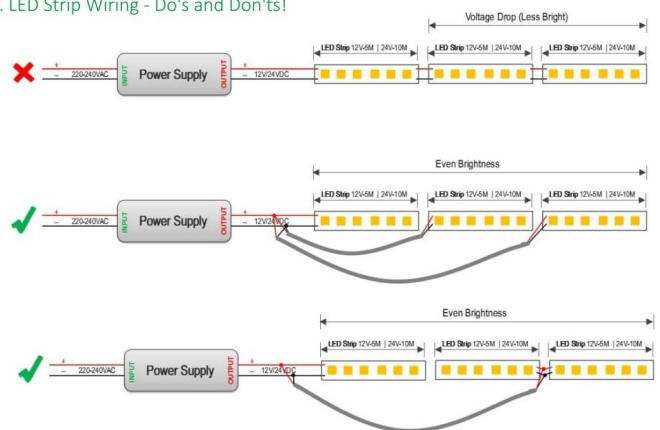 . LED Strip Wiring - Do's and Don'ts!
Voltage Drop (Less Bright)
LED Strip 12V-5M | 24V-10M LED Strip 12V-5M | 24V-10M LED Strip 12V-5M | 24V-10M
+ – 220-240VAC INPUT Power Supply OUTPUT + – 12V/24VDC
Even Brightness
LED Strip 12V-5M | 24V-10M LED Strip 12V-5M | 24V-10M LED Strip 12V-5M | 24V-10M
+ – 220-240VAC INPUT Power Supply OUTPUT + – 12V/24VDC
Even Brightness
LED Strip 12V-5M | 24V-10M LED Strip 12V-5M | 24V-10M LED Strip 12V-5M | 24V-10M
+ – 220-240VAC INPUT Power Supply OUTPUT + – 12V/24VDC